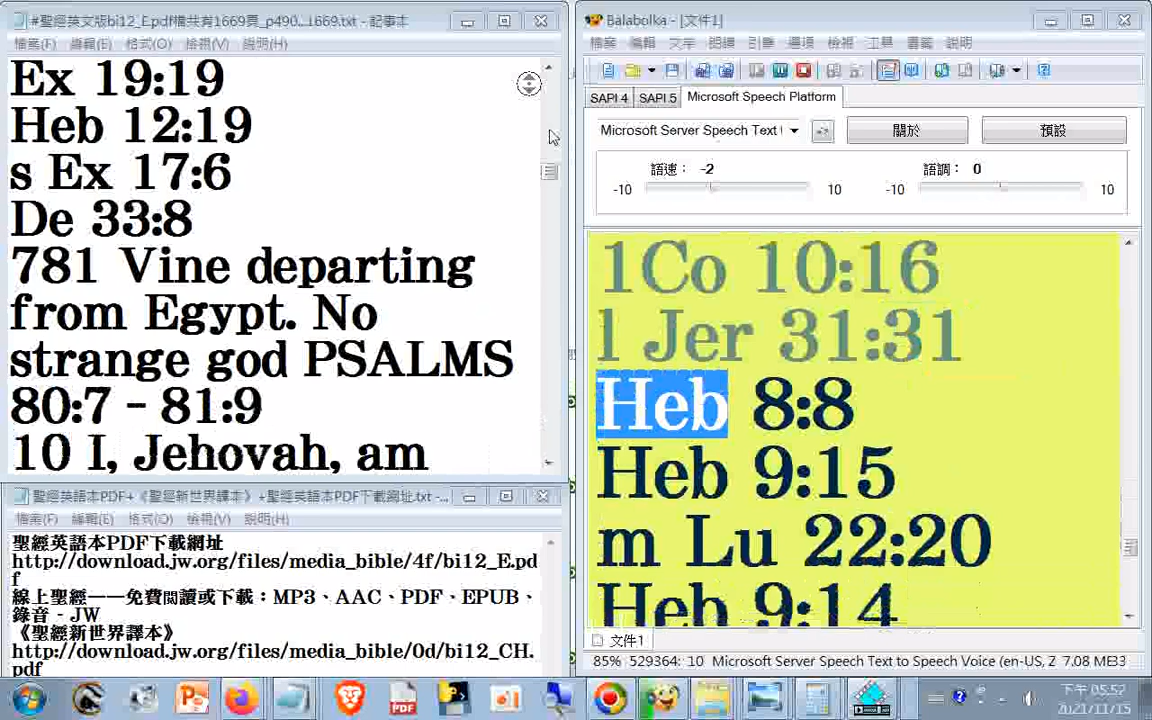 #聖經英文版bi12_E.pdf檔共有1669頁_p490...1669.txt - 記事本
檔案(F) 編輯(E) 格式(O) 檢視(V) 說明(H)
Ex 19:19
Heb 12:19
s Ex 17:6
De 33:8
781 Vine departing
from Egypt. No
strange god PSALMS
80:7 - 81:9
10 I, Jehovah, am
聖經英語本PDF+《聖經新世界譯本》+聖經英語本PDF下載網址.txt -...
檔案(F) 編輯(E) 格式(O) 檢視(V) 說明(H)
聖經英語本PDF下載網址
http://download.jw.org/files/media_bible/4f/bi12_E.pd
f
線上聖經——免費閱讀或下載：MP3、AAC、PDF、EPUB、
錄音 - JW
《聖經新世界譯本》
http://download.jw.org/files/media_bible/0d/bi12_CH.
pdf
Balabolka - [文件1]
檔案 編輯 文字 朗讀 引擎 選項 檢視 工具 書籤 說明
SAPI 4 SAPI 5 Microsoft Speech Platform
Microsoft Server Speech Text
關於 預設
語速： -2 語調： 0
-10 10 -10 10
1Co 10:16
l Jer 31:31
Heb 8:8
Heb 9:15
m Lu 22:20
Heb 9:14
文件1
85% 529364: 10 Microsoft Server Speech Text to Speech Voice (en-US, Z 7.08 ME33
下午 05:52
2021/11/15